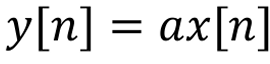 y[n] = ax[n]